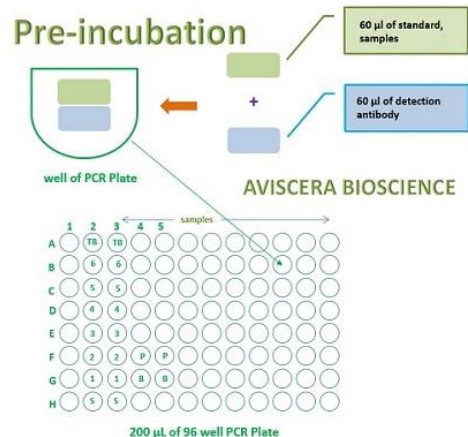 Pre-incubation
60 µl of standard,
samples
+
60 µl of detection
antibody
well of PCR Plate
AVISCERA BIOSCIENCE
samples
1 2 3 4 5
A TB TB
B 6 6
C 5 5
D 4 4
E 3 3
F 2 2 P P
G 1 1 B B
H S S
200 µL of 96 well PCR Plate